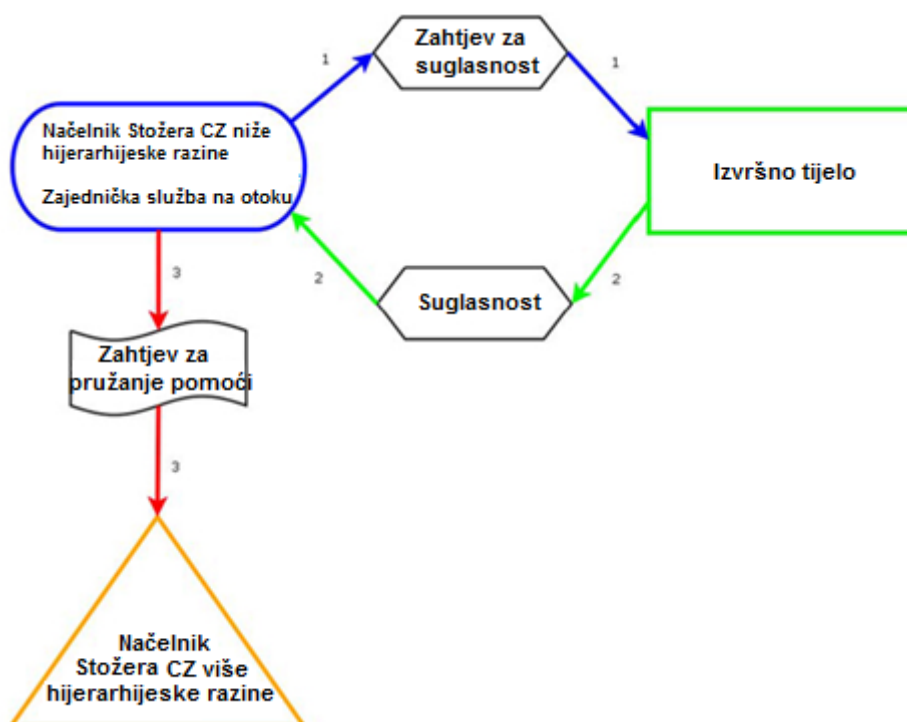 Zahtjev za
suglasnost
1
1
Načelnik Stožera CZ niže
hijerarhijeske razine
Zajednička služba na otoku
Izvršno tijelo
2
2
Suglasnost
3
Zahtjev za
pružanje pomoći
3
Načelnik
Stožera CZ više
hijerarhijeske razine